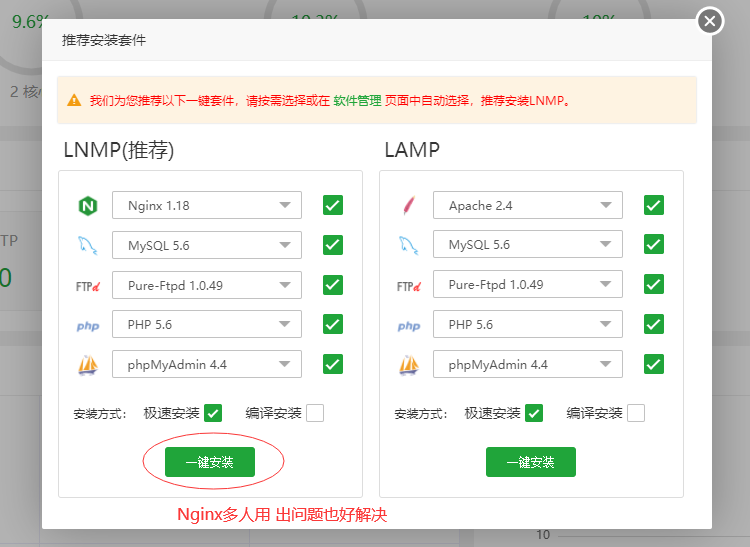 9.6%
2 核
TP
0
推荐安装套件
我们为您推荐以下一键套件，请按需选择或在 软件管理 页面中自动选择，推荐安装LNMP。
LNMP(推荐)
Nginx 1.18
MySQL 5.6
FTPd Pure-Ftpd 1.0.49
php PHP 5.6
phpMyAdmin 4.4
安装方式: 极速安装 编译安装
一键安装
LAMP
Apache 2.4
MySQL 5.6
FTPd Pure-Ftpd 1.0.49
php PHP 5.6
phpMyAdmin 4.4
安装方式: 极速安装 编译安装
一键安装
Nginx多人用 出问题也好解决
10